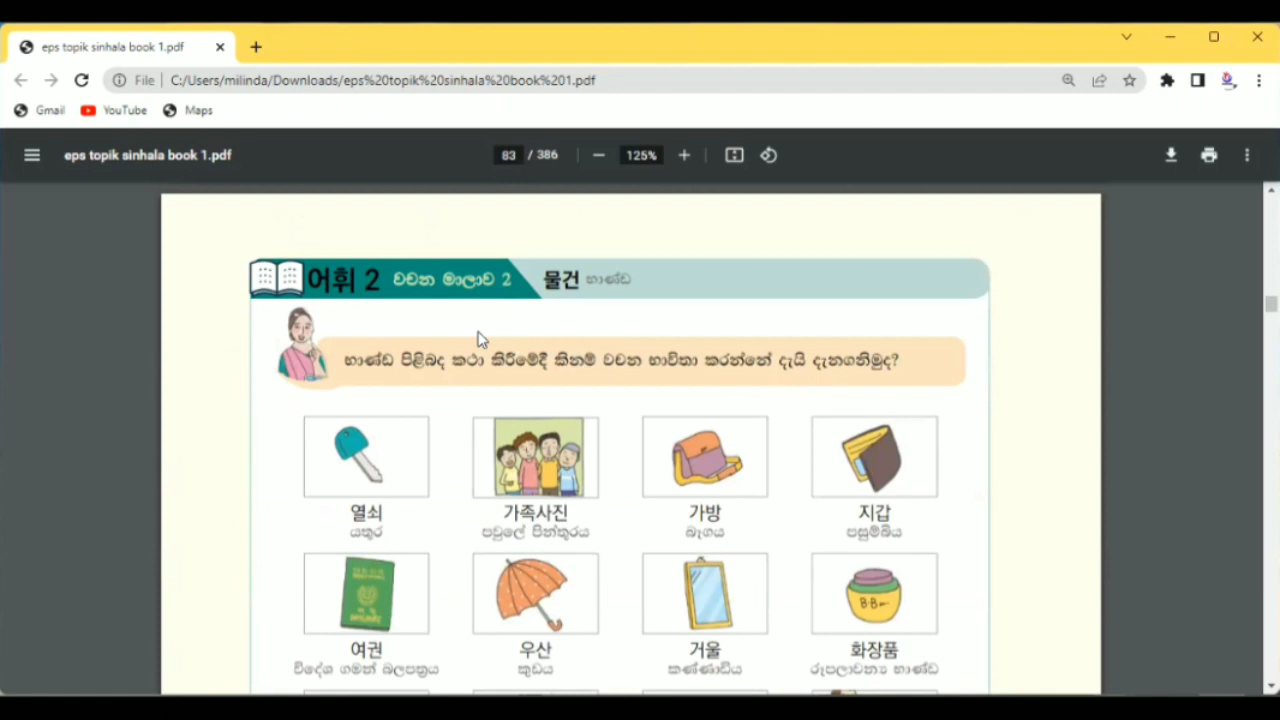 eps topik sinhala book 1.pdf
File | C:/Users/milinda/Downloads/eps%20topik%20sinhala%20book%201.pdf
Gmail YouTube Maps
eps topik sinhala book 1.pdf 83 / 386 125%
어휘 2 වචන මාලාව 2 물건 භාණ්ඩ
භාණ්ඩ පිළිබද කථා කිරීමේදී කිනම් වචන භාවිතා කරන්නේ දැයි දැනගනිමුද?
열쇠 가족사진 가방 지갑
යතුර පවුලේ පින්තුරය බෑගය පසුම්බිය
B·B
여권 우산 거울 화장품
විදේශ ගමන් බලපත්‍රය කුඩය කණ්ණාඩිය රූපලාවන්‍ය භාණ්ඩ